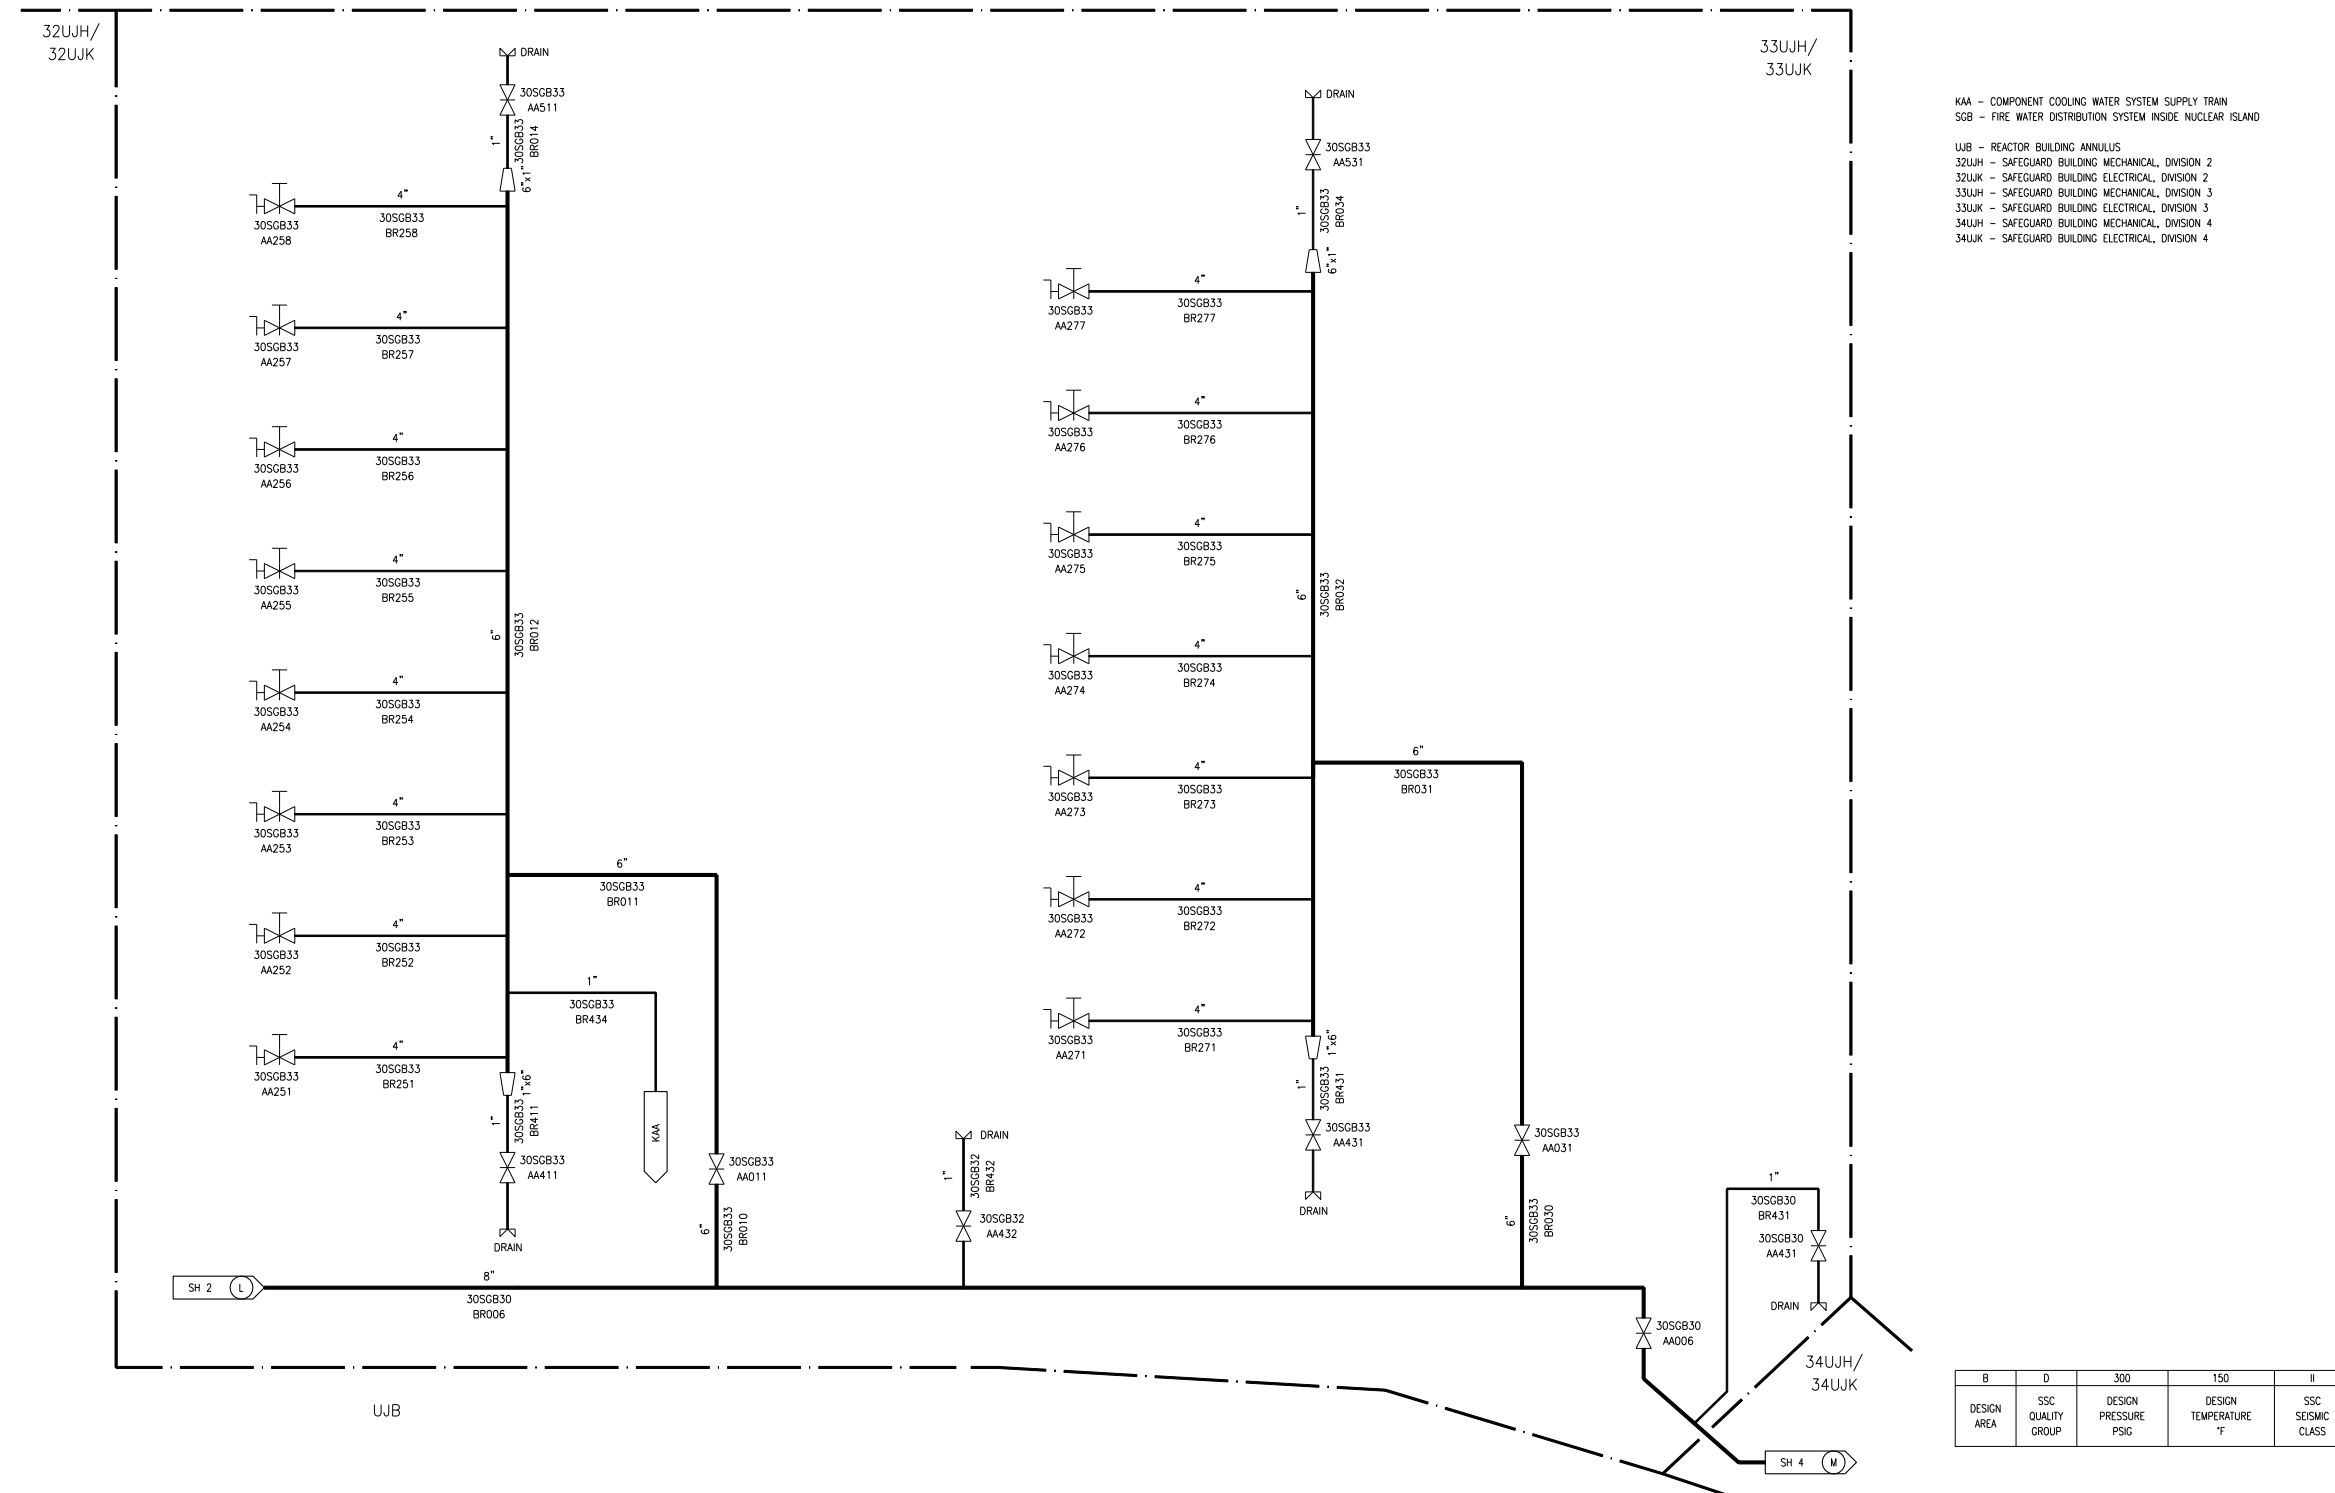 32UJH/
32UJK
33UJH/
33UJK
KAA - COMPONENT COOLING WATER SYSTEM SUPPLY TRAIN
SGB - FIRE WATER DISTRIBUTION SYSTEM INSIDE NUCLEAR ISLAND
UJB - REACTOR BUILDING ANNULUS
32UJH - SAFEGUARD BUILDING MECHANICAL, DIVISION 2
32UJK - SAFEGUARD BUILDING ELECTRICAL, DIVISION 2
33UJH - SAFEGUARD BUILDING MECHANICAL, DIVISION 3
33UJK - SAFEGUARD BUILDING ELECTRICAL, DIVISION 3
34UJH - SAFEGUARD BUILDING MECHANICAL, DIVISION 4
34UJK - SAFEGUARD BUILDING ELECTRICAL, DIVISION 4
DRAIN
30SGB33
AA511
1"
30SGB33
BR014
6"x1"
4"
30SGB33
BR258
30SGB33
AA258
4"
30SGB33
BR257
30SGB33
AA257
4"
30SGB33
BR256
30SGB33
AA256
4"
30SGB33
BR255
30SGB33
AA255
6"
30SGB33
BR012
4"
30SGB33
BR254
30SGB33
AA254
4"
30SGB33
BR253
30SGB33
AA253
6"
30SGB33
BR011
4"
30SGB33
BR252
30SGB33
AA252
1"
30SGB33
BR434
KAA
4"
30SGB33
BR251
30SGB33
AA251
1"x6"
1"
30SGB33
BR411
30SGB33
AA411
DRAIN
30SGB33
AA011
6"
30SGB33
BR010
DRAIN
1"
30SGB32
BR432
30SGB32
AA432
DRAIN
30SGB33
AA531
1"
30SGB33
BR034
6"x1"
4"
30SGB33
BR277
30SGB33
AA277
4"
30SGB33
BR276
30SGB33
AA276
4"
30SGB33
BR275
30SGB33
AA275
6"
30SGB33
BR032
4"
30SGB33
BR274
30SGB33
AA274
6"
30SGB33
BR031
4"
30SGB33
BR273
30SGB33
AA273
4"
30SGB33
BR272
30SGB33
AA272
4"
30SGB33
BR271
30SGB33
AA271
1"x6"
1"
30SGB33
BR431
30SGB33
AA431
DRAIN
30SGB33
AA031
6"
30SGB33
BR030
1"
30SGB30
BR431
30SGB30
AA431
DRAIN
SH 2 L
8"
30SGB30
BR006
30SGB30
AA006
34UJH/
34UJK
UJB
SH 4 M
B D 300 150 II
DESIGN AREA
SSC QUALITY GROUP
DESIGN PRESSURE PSIG
DESIGN TEMPERATURE °F
SSC SEISMIC CLASS